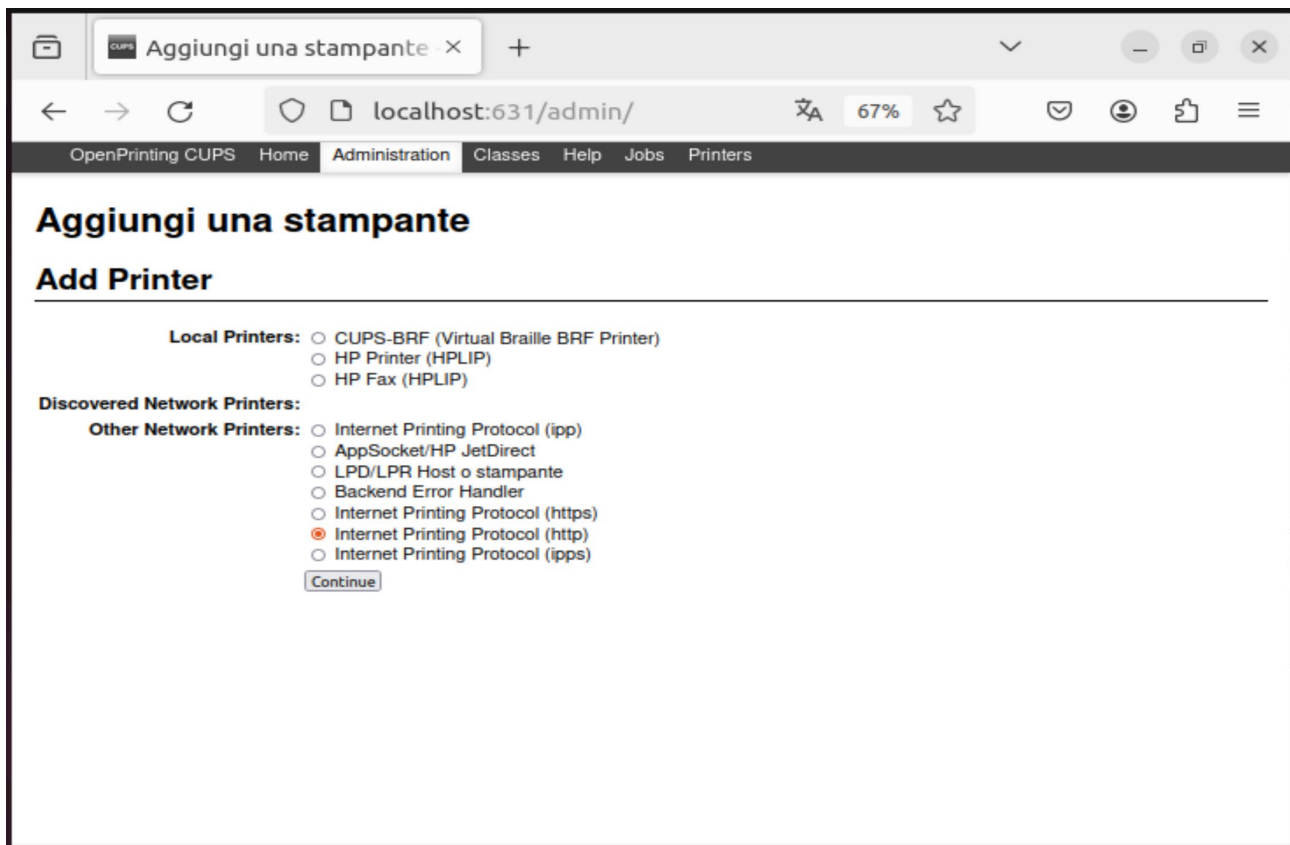 CUPS Aggiungi una stampante
localhost:631/admin/ 67%
OpenPrinting CUPS Home Administration Classes Help Jobs Printers
Aggiungi una stampante
Add Printer
Local Printers: CUPS-BRF (Virtual Braille BRF Printer)
HP Printer (HPLIP)
HP Fax (HPLIP)
Discovered Network Printers:
Other Network Printers: Internet Printing Protocol (ipp)
AppSocket/HP JetDirect
LPD/LPR Host o stampante
Backend Error Handler
Internet Printing Protocol (https)
Internet Printing Protocol (http)
Internet Printing Protocol (ipps)
Continue